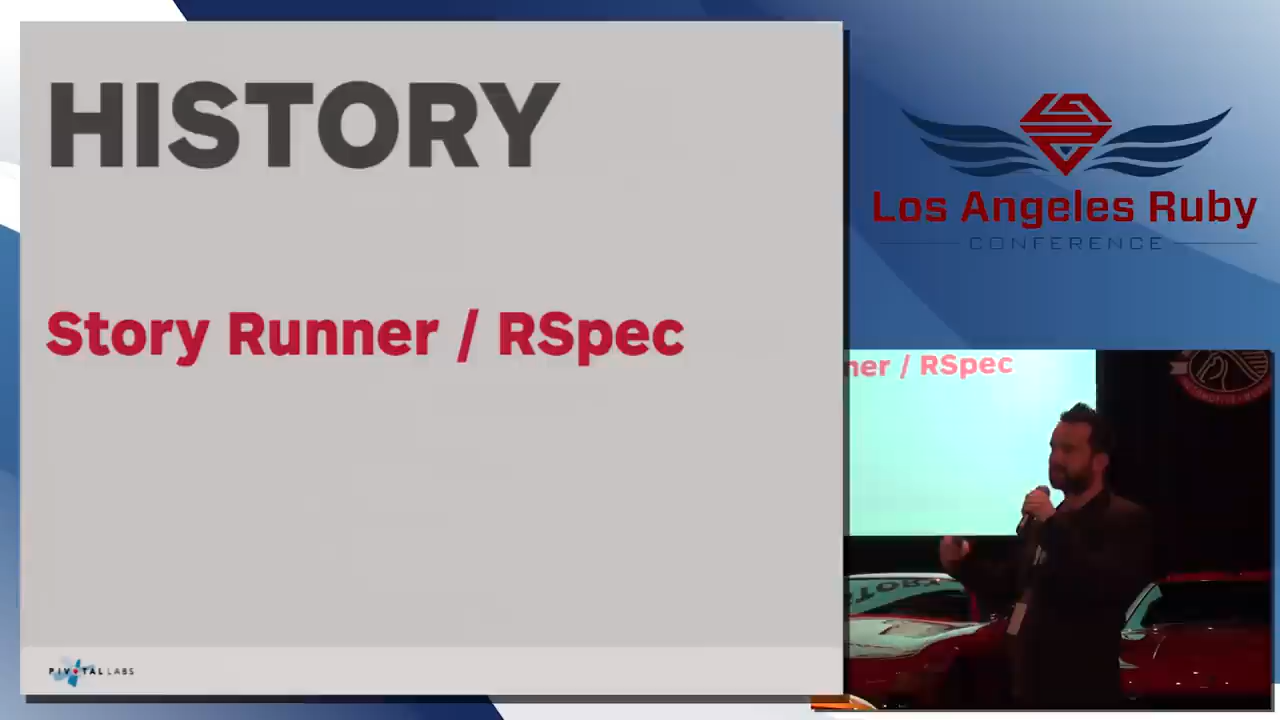 HISTORY
Story Runner / RSpec
PIVOTAL LABS
Los Angeles Ruby
CONFERENCE
ner / RSpec